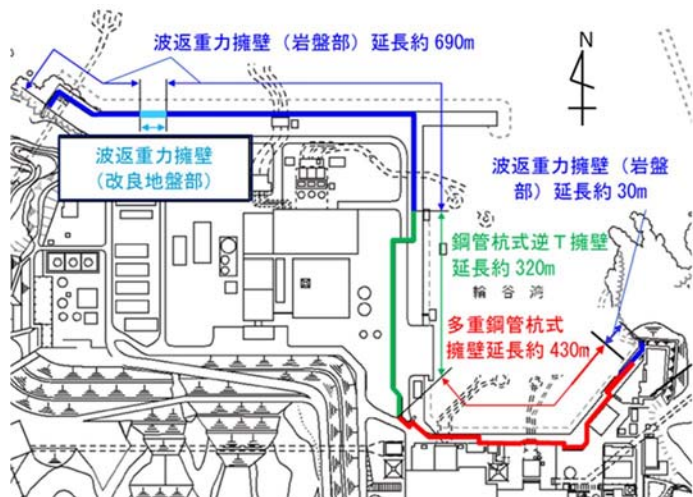 波返重力擁壁（岩盤部）延長約 690m
N
波返重力擁壁
（改良地盤部）
波返重力擁壁（岩盤
部）延長約 30m
鋼管杭式逆Ｔ擁壁
延長約 320m
輪谷湾
多重鋼管杭式
擁壁延長約 430m